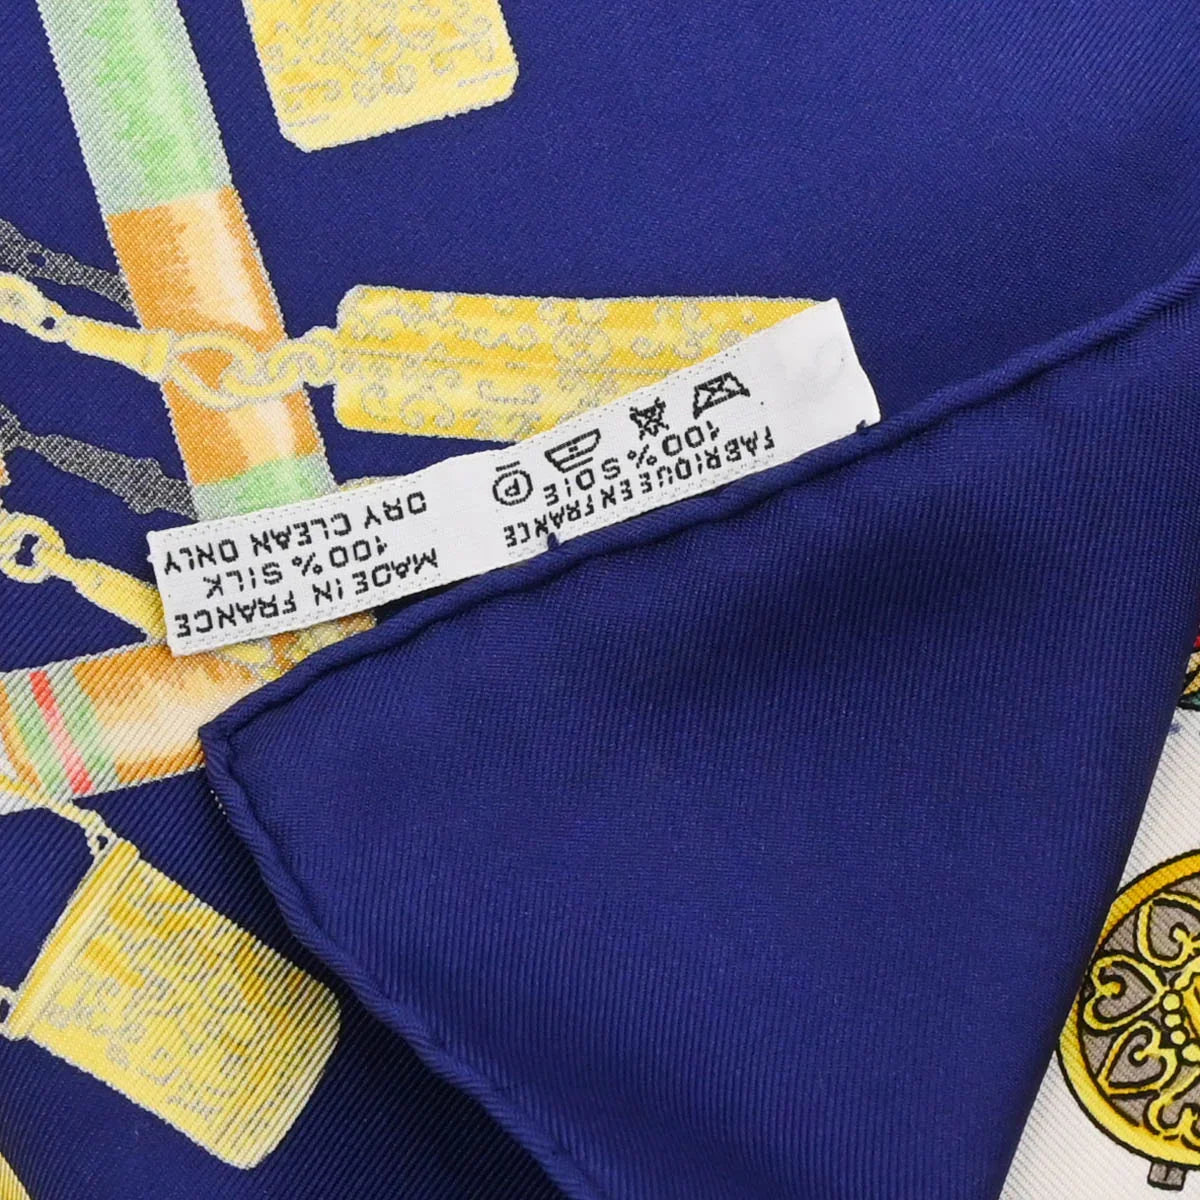 FABRIQUE EN FRANCE
100% SOIE
P
MADE IN FRANCE
100% SILK
DRY CLEAN ONLY